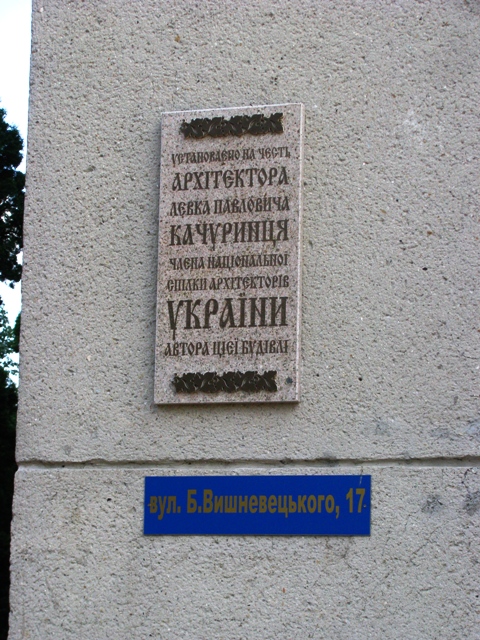 УСТАНОВЛЕНО НА ЧЕСТЬ
АРХІТЕКТОРА
ЛЕВКА ПАВЛОВИЧА
КАЧУРИНЦЯ
ЧЛЕНА НАЦІОНАЛЬНОЇ
СПІЛКИ АРХІТЕКТОРІВ
УКРАЇНИ
АВТОРА ЦІЄЇ БУДІВЛІ
вул. Б.Вишневецького, 17